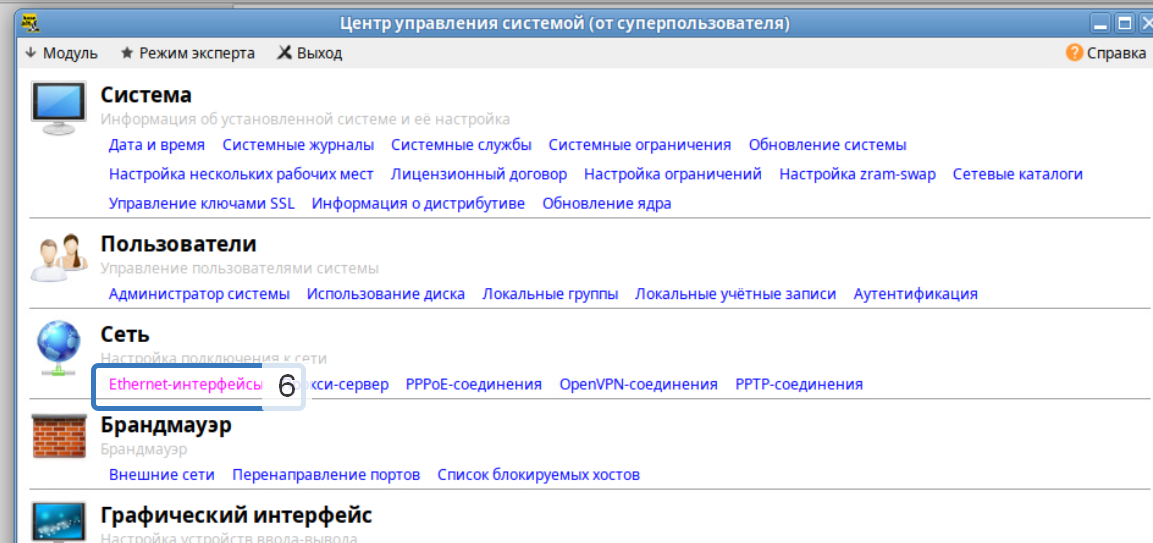 Центр управления системой (от суперпользователя)
Модуль Режим эксперта Выход Справка
Система
Информация об установленной системе и её настройка
Дата и время Системные журналы Системные службы Системные ограничения Обновление системы
Настройка нескольких рабочих мест Лицензионный договор Настройка ограничений Настройка zram-swap Сетевые каталоги
Управление ключами SSL Информация о дистрибутиве Обновление ядра
Пользователи
Управление пользователями системы
Администратор системы Использование диска Локальные группы Локальные учётные записи Аутентификация
Сеть
Настройка подключения к сети
Ethernet-интерфейсы 6 кси-сервер PPPoE-соединения OpenVPN-соединения PPTP-соединения
Брандмауэр
Брандмауэр
Внешние сети Перенаправление портов Список блокируемых хостов
Графический интерфейс
Настройка устройств ввода-вывода